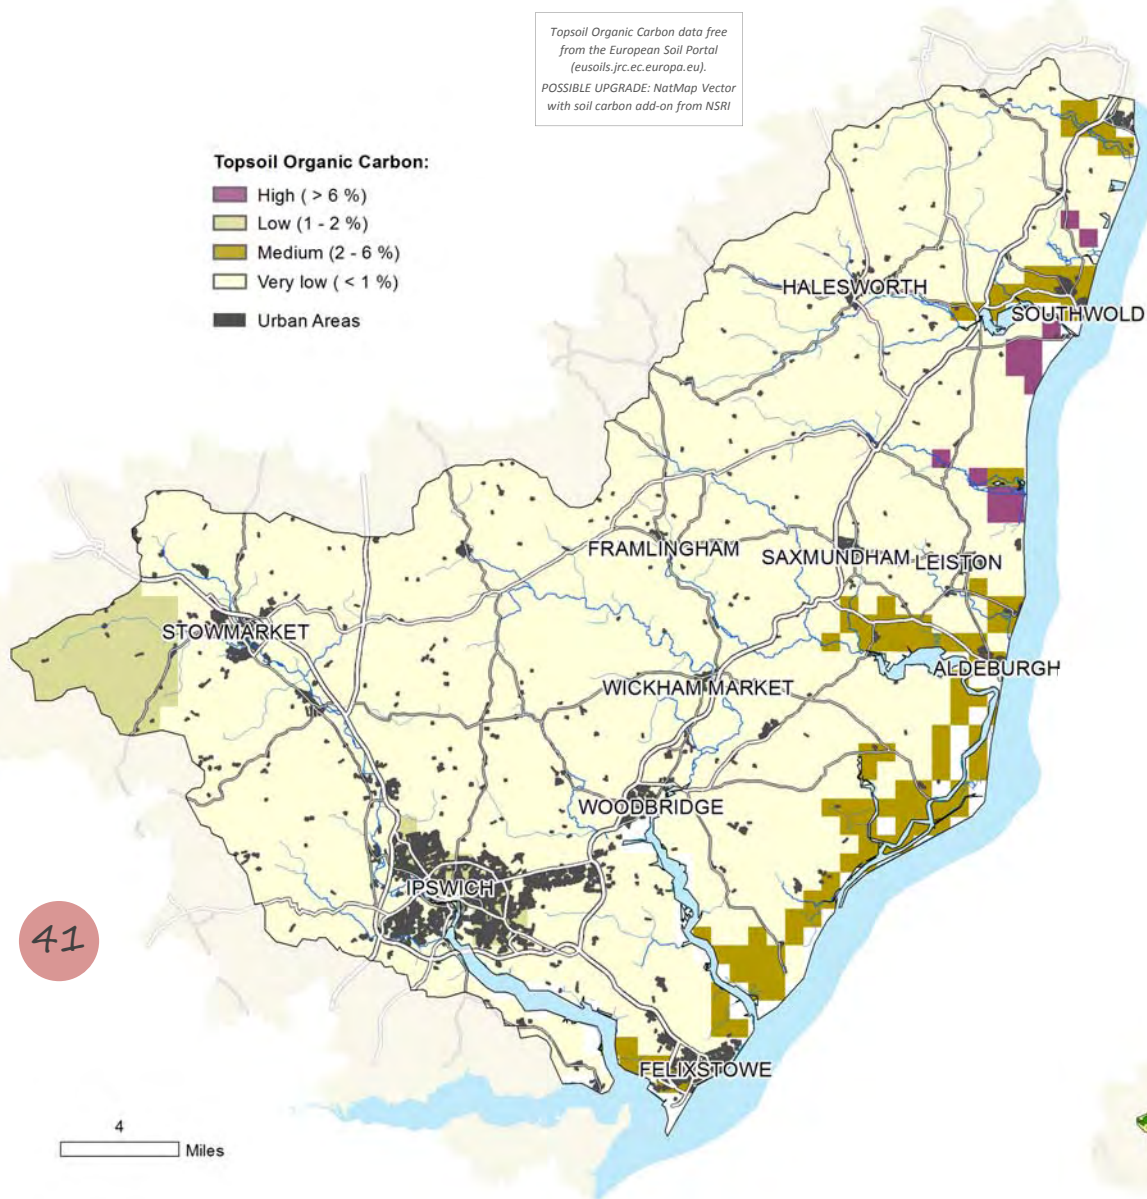 Topsoil Organic Carbon data free
from the European Soil Portal
(eusoils.jrc.ec.europa.eu).
POSSIBLE UPGRADE: NatMap Vector
with soil carbon add-on from NSRI
Topsoil Organic Carbon:
High ( > 6 %)
Low (1 - 2 %)
Medium (2 - 6 %)
Very low ( < 1 %)
Urban Areas
HALESWORTH
SOUTHWOLD
FRAMLINGHAM
SAXMUNDHAM
LEISTON
STOWMARKET
ALDEBURGH
WICKHAM MARKET
WOODBRIDGE
IPSWICH
41
FELIXSTOWE
4
Miles